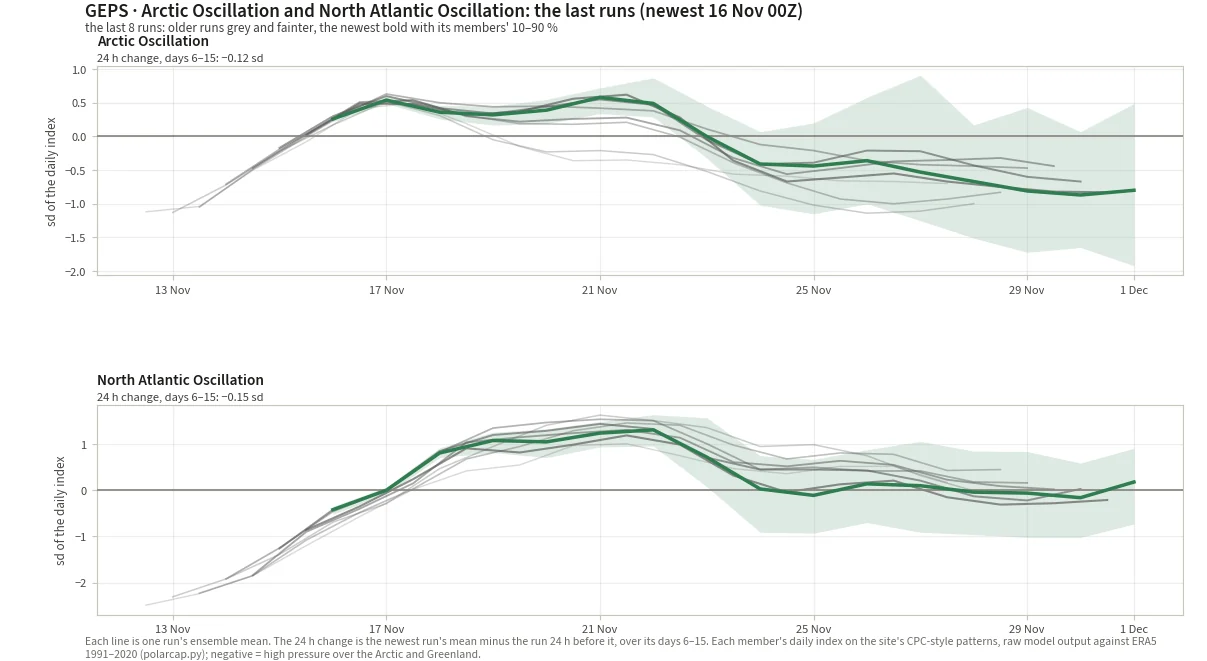 GEPS · Arctic Oscillation and North Atlantic Oscillation: the last runs (newest 16 Nov 00Z)
the last 8 runs: older runs grey and fainter, the newest bold with its members' 10–90 %
Arctic Oscillation
24 h change, days 6–15: −0.12 sd
1.0
0.5
0.0
−0.5
−1.0
−1.5
−2.0
sd of the daily index
13 Nov 17 Nov 21 Nov 25 Nov 29 Nov 1 Dec
North Atlantic Oscillation
24 h change, days 6–15: −0.15 sd
1
0
−1
−2
sd of the daily index
13 Nov 17 Nov 21 Nov 25 Nov 29 Nov 1 Dec
Each line is one run's ensemble mean. The 24 h change is the newest run's mean minus the run 24 h before it, over its days 6–15. Each member's daily index on the site's CPC-style patterns, raw model output against ERA5
1991–2020 (polarcap.py); negative = high pressure over the Arctic and Greenland.